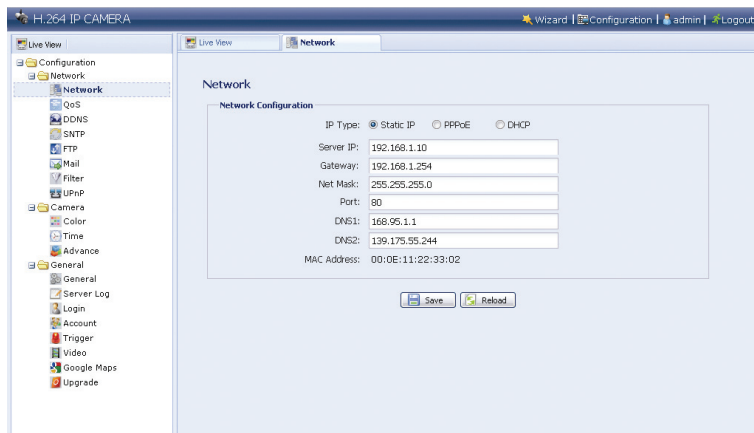 H.264 IP CAMERA
Wizard | Configuration | admin | Logout
Live View
Configuration
Network
Network
QoS
DDNS
SNTP
FTP
Mail
Filter
UPnP
Camera
Color
Time
Advance
General
General
Server Log
Login
Account
Trigger
Video
Google Maps
Upgrade
Live View
Network
Network
Network Configuration
IP Type: Static IP PPPoE DHCP
Server IP: 192.168.1.10
Gateway: 192.168.1.254
Net Mask: 255.255.255.0
Port: 80
DNS1: 168.95.1.1
DNS2: 139.175.55.244
MAC Address: 00:0E:11:22:33:02
Save Reload